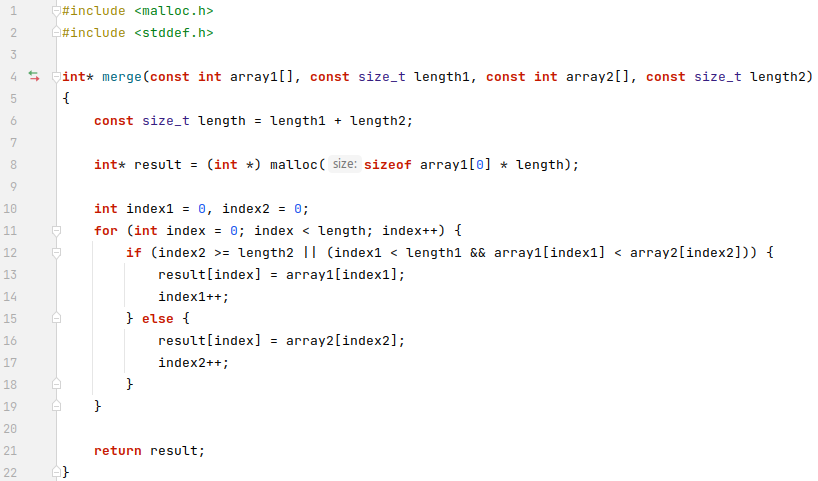 1 #include <malloc.h>
2 #include <stddef.h>
3
4 int* merge(const int array1[], const size_t length1, const int array2[], const size_t length2)
5 {
6     const size_t length = length1 + length2;
7
8     int* result = (int *) malloc( size: sizeof array1[0] * length);
9
10     int index1 = 0, index2 = 0;
11     for (int index = 0; index < length; index++) {
12         if (index2 >= length2 || (index1 < length1 && array1[index1] < array2[index2])) {
13             result[index] = array1[index1];
14             index1++;
15         } else {
16             result[index] = array2[index2];
17             index2++;
18         }
19     }
20
21     return result;
22 }